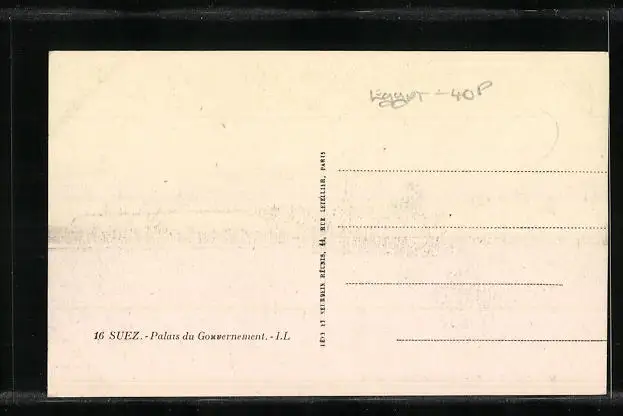 Egypt - 40P
LÉVY ET NEURDEIN RÉUNIS, 44, RUE LETELLIER, PARIS
16 SUEZ. - Palais du Gouvernement. - LL